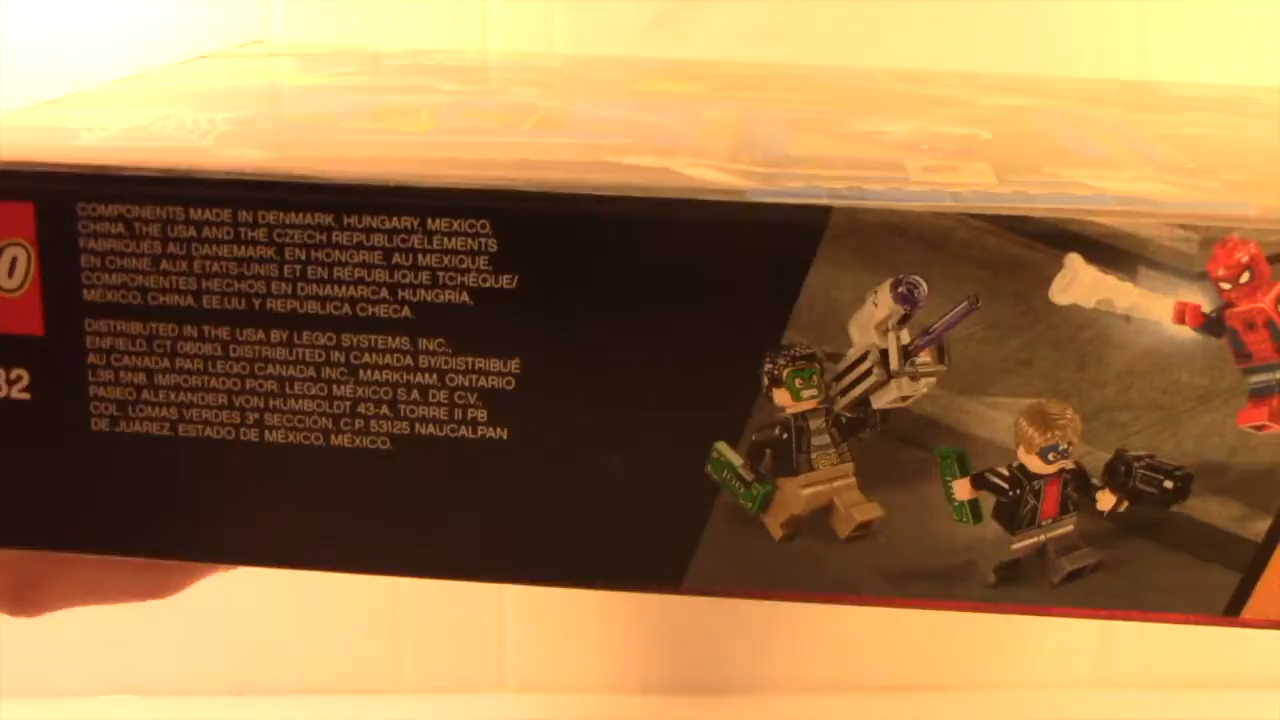 O
32
COMPONENTS MADE IN DENMARK, HUNGARY, MEXICO,
CHINA, THE USA AND THE CZECH REPUBLIC/ÉLÉMENTS
FABRIQUÉS AU DANEMARK, EN HONGRIE, AU MEXIQUE,
EN CHINE, AUX ÉTATS-UNIS ET EN RÉPUBLIQUE TCHÈQUE/
COMPONENTES HECHOS EN DINAMARCA, HUNGRÍA,
MÉXICO, CHINA, EE.UU. Y REPÚBLICA CHECA.
DISTRIBUTED IN THE USA BY LEGO SYSTEMS, INC.,
ENFIELD, CT 06083. DISTRIBUTED IN CANADA BY/DISTRIBUÉ
AU CANADA PAR LEGO CANADA INC., MARKHAM, ONTARIO
L3R 5N8. IMPORTADO POR: LEGO MÉXICO S.A. DE C.V.,
PASEO ALEXANDER VON HUMBOLDT 43-A, TORRE II PB
COL. LOMAS VERDES 3ª SECCIÓN, C.P. 53125 NAUCALPAN
DE JUÁREZ, ESTADO DE MÉXICO, MÉXICO.
100